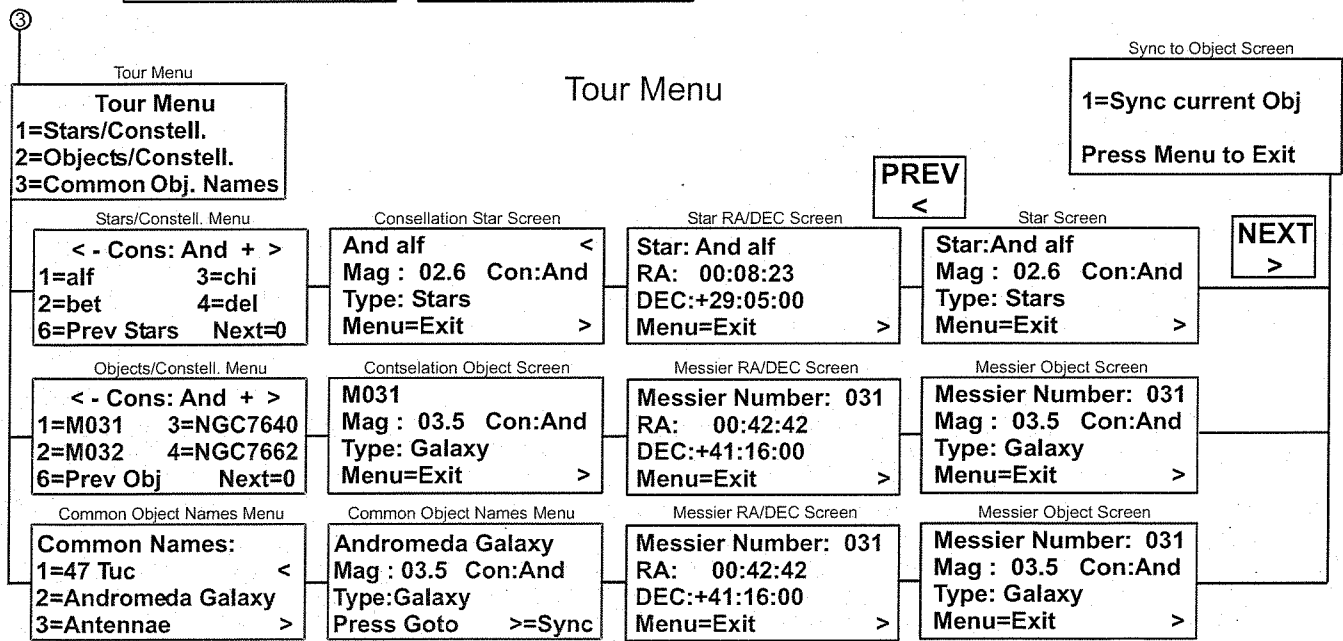 3
Sync to Object Screen
Tour Menu
Tour Menu
Tour Menu
1=Stars/Constell.
2=Objects/Constell.
3=Common Obj. Names
1=Sync current Obj
Press Menu to Exit
PREV
<
NEXT
>
Stars/Constell. Menu
< - Cons: And + >
1=alf 3=chi
2=bet 4=del
6=Prev Stars Next=0
Consellation Star Screen
And alf <
Mag : 02.6 Con:And
Type: Stars
Menu=Exit >
Star RA/DEC Screen
Star: And alf
RA: 00:08:23
DEC:+29:05:00
Menu=Exit >
Star Screen
Star:And alf
Mag : 02.6 Con:And
Type: Stars
Menu=Exit >
Objects/Constell. Menu
< - Cons: And + >
1=M031 3=NGC7640
2=M032 4=NGC7662
6=Prev Obj Next=0
Contselation Object Screen
M031
Mag : 03.5 Con:And
Type: Galaxy
Menu=Exit >
Messier RA/DEC Screen
Messier Number: 031
RA: 00:42:42
DEC:+41:16:00
Menu=Exit >
Messier Object Screen
Messier Number: 031
Mag : 03.5 Con:And
Type: Galaxy
Menu=Exit >
Common Object Names Menu
Common Names:
1=47 Tuc <
2=Andromeda Galaxy
3=Antennae >
Common Object Names Menu
Andromeda Galaxy
Mag : 03.5 Con:And
Type:Galaxy
Press Goto >=Sync
Messier RA/DEC Screen
Messier Number: 031
RA: 00:42:42
DEC:+41:16:00
Menu=Exit >
Messier Object Screen
Messier Number: 031
Mag : 03.5 Con:And
Type: Galaxy
Menu=Exit >